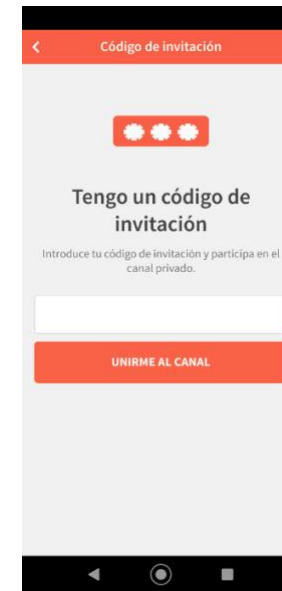 Código de invitación
Tengo un código de
invitación
Introduce tu código de invitación y participa en el
canal privado.
UNIRME AL CANAL